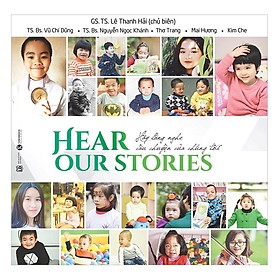 GS.TS. Lê Thanh Hải (chủ biên)
TS. Bs. Vũ Chí Dũng • TS. Bs. Nguyễn Ngọc Khánh • Thơ Trang • Mai Hương • Kim Che
HEAR
Hãy lắng nghe
câu chuyện của chúng tôi
OUR STORIES